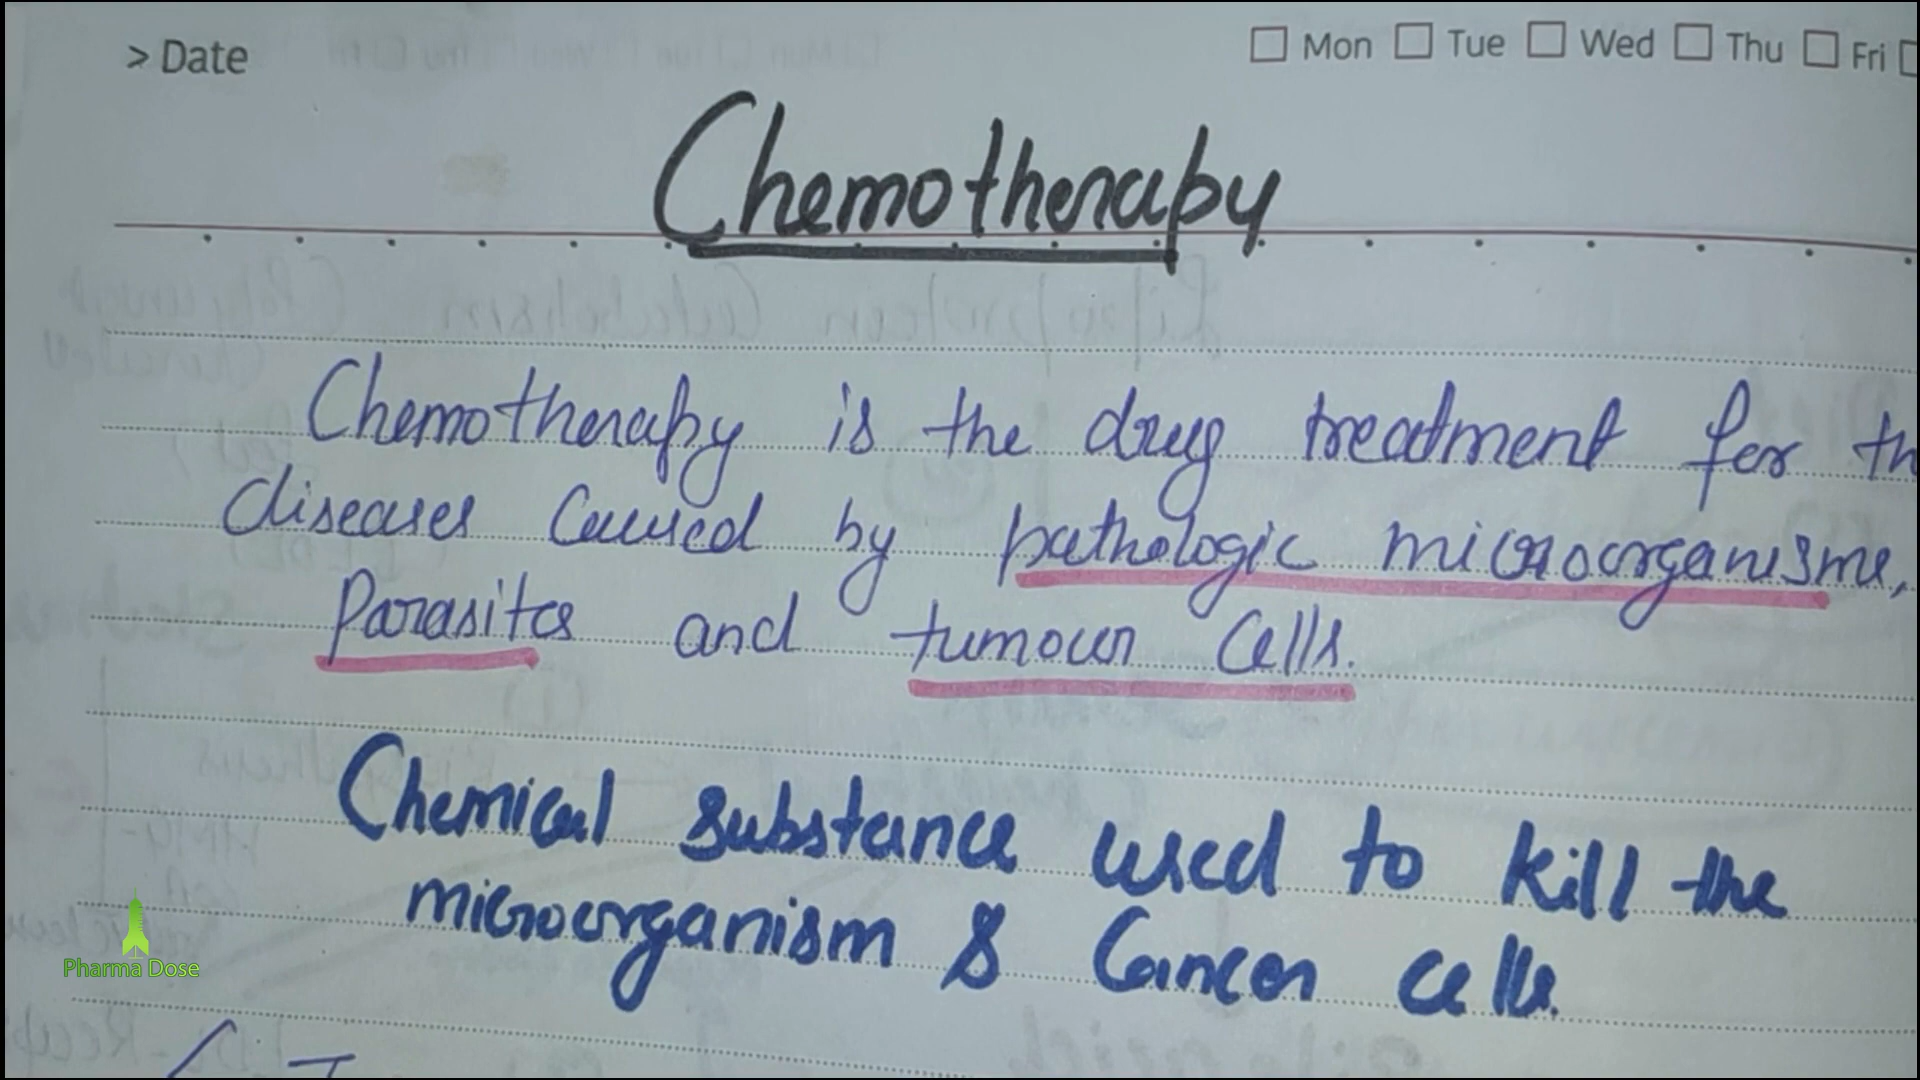 > Date
Mon Tue Wed Thu Fri
Chemotherapy
Chemotherapy is the drug treatment for th
diseases caused by pathologic microorganisms,
Parasites and tumour cells.
Chemical substance used to kill the
microorganism & Cancer cells.
Pharma Dose